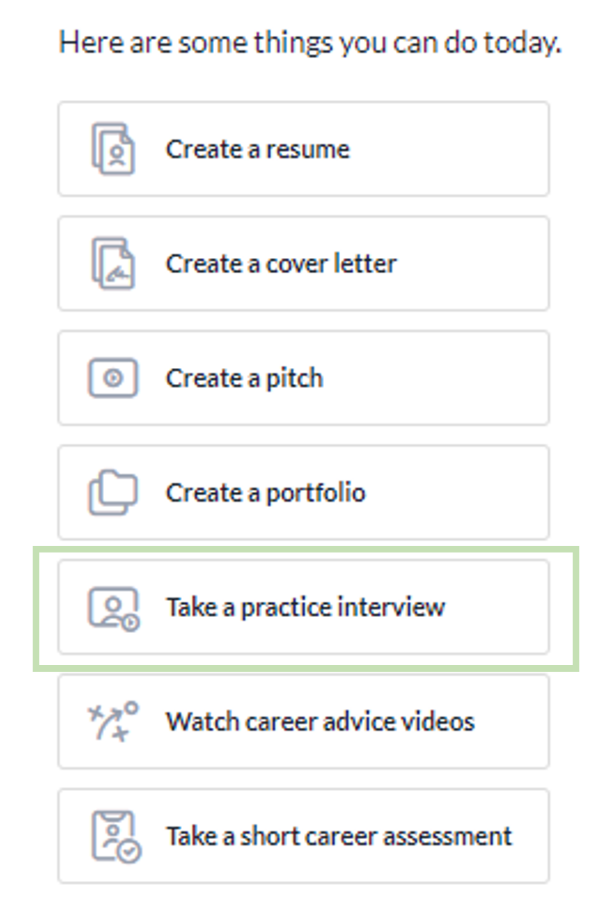 Here are some things you can do today.
Create a resume
Create a cover letter
Create a pitch
Create a portfolio
Take a practice interview
Watch career advice videos
Take a short career assessment